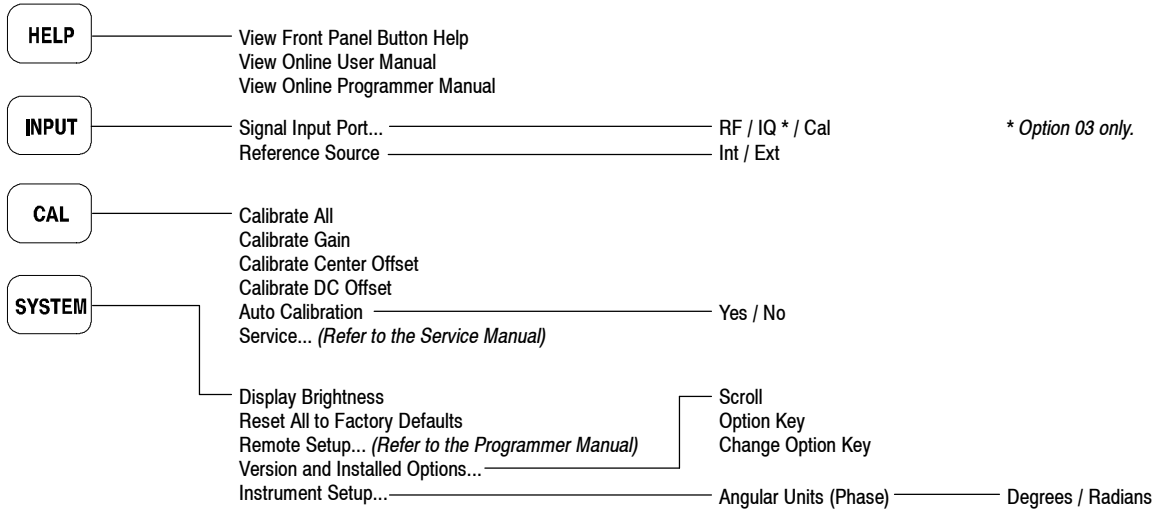 HELP
View Front Panel Button Help
View Online User Manual
View Online Programmer Manual
INPUT
Signal Input Port... RF / IQ * / Cal * Option 03 only.
Reference Source Int / Ext
CAL
Calibrate All
Calibrate Gain
Calibrate Center Offset
Calibrate DC Offset
Auto Calibration Yes / No
Service... (Refer to the Service Manual)
SYSTEM
Display Brightness
Reset All to Factory Defaults
Remote Setup... (Refer to the Programmer Manual)
Version and Installed Options...
Scroll
Option Key
Change Option Key
Instrument Setup... Angular Units (Phase) Degrees / Radians